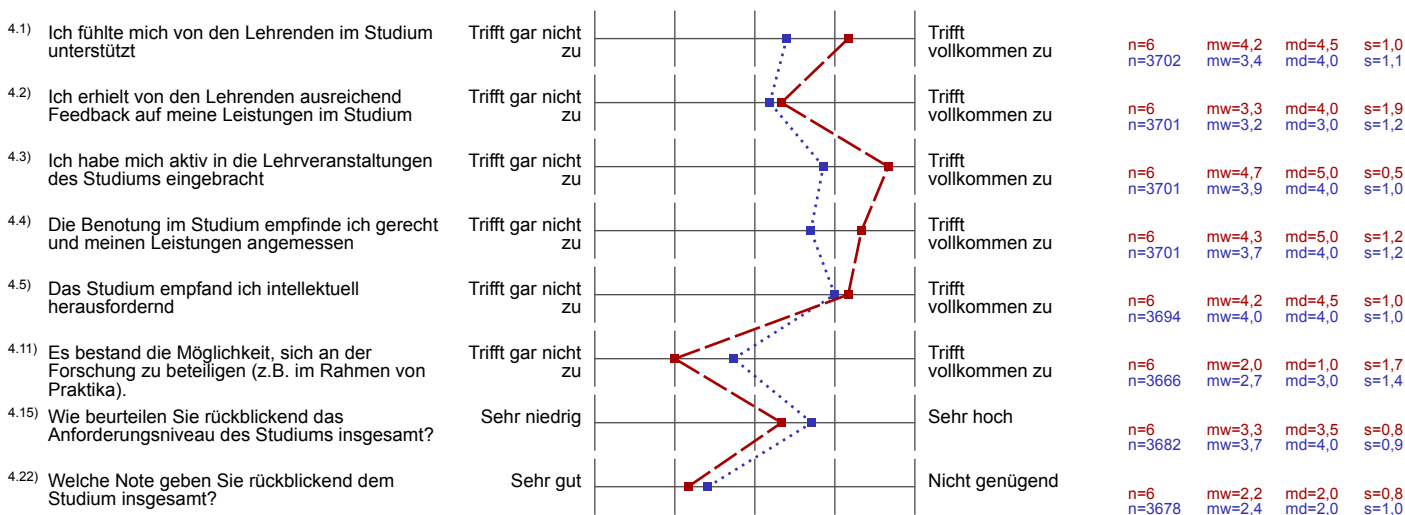 4.1) Ich fühlte mich von den Lehrenden im Studium
unterstützt
Trifft gar nicht
zu
Trifft
vollkommen zu
n=6 mw=4,2 md=4,5 s=1,0
n=3702 mw=3,4 md=4,0 s=1,1
4.2) Ich erhielt von den Lehrenden ausreichend
Feedback auf meine Leistungen im Studium
Trifft gar nicht
zu
Trifft
vollkommen zu
n=6 mw=3,3 md=4,0 s=1,9
n=3701 mw=3,2 md=3,0 s=1,2
4.3) Ich habe mich aktiv in die Lehrveranstaltungen
des Studiums eingebracht
Trifft gar nicht
zu
Trifft
vollkommen zu
n=6 mw=4,7 md=5,0 s=0,5
n=3701 mw=3,9 md=4,0 s=1,0
4.4) Die Benotung im Studium empfinde ich gerecht
und meinen Leistungen angemessen
Trifft gar nicht
zu
Trifft
vollkommen zu
n=6 mw=4,3 md=5,0 s=1,2
n=3701 mw=3,7 md=4,0 s=1,2
4.5) Das Studium empfand ich intellektuell
herausfordernd
Trifft gar nicht
zu
Trifft
vollkommen zu
n=6 mw=4,2 md=4,5 s=1,0
n=3694 mw=4,0 md=4,0 s=1,0
4.11) Es bestand die Möglichkeit, sich an der
Forschung zu beteiligen (z.B. im Rahmen von
Praktika).
Trifft gar nicht
zu
Trifft
vollkommen zu
n=6 mw=2,0 md=1,0 s=1,7
n=3666 mw=2,7 md=3,0 s=1,4
4.15) Wie beurteilen Sie rückblickend das
Anforderungsniveau des Studiums insgesamt?
Sehr niedrig
Sehr hoch
n=6 mw=3,3 md=3,5 s=0,8
n=3682 mw=3,7 md=4,0 s=0,9
4.22) Welche Note geben Sie rückblickend dem
Studium insgesamt?
Sehr gut
Nicht genügend
n=6 mw=2,2 md=2,0 s=0,8
n=3678 mw=2,4 md=2,0 s=1,0